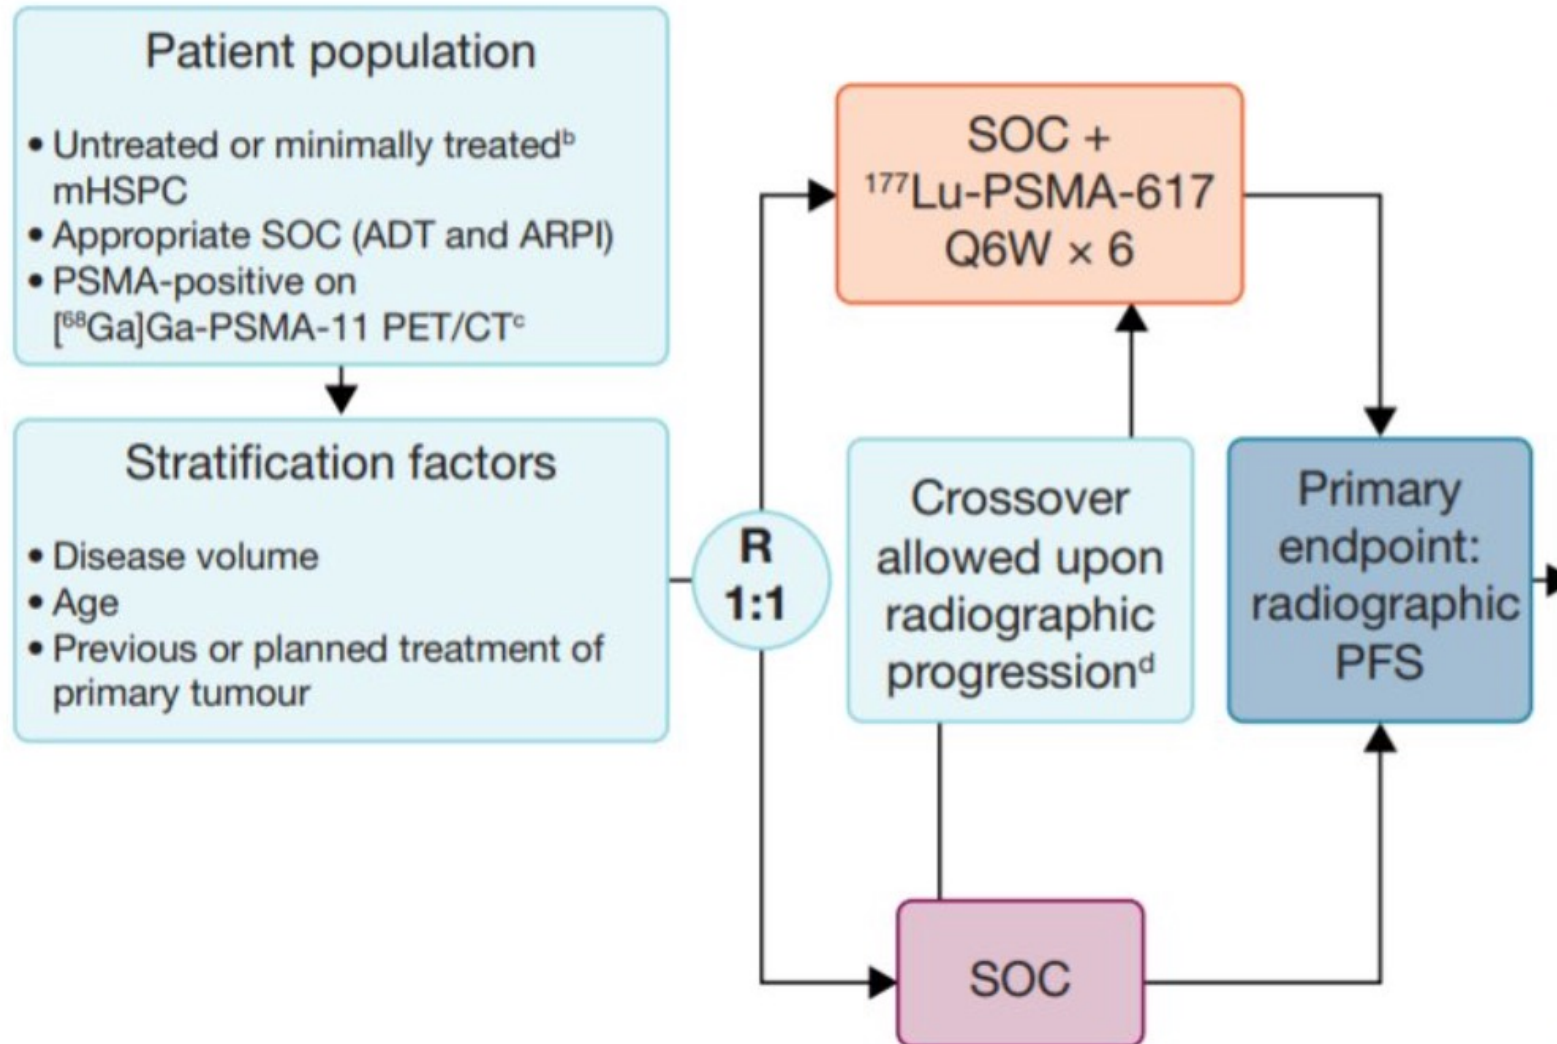 Patient population
• Untreated or minimally treatedᵇ
mHSPC
• Appropriate SOC (ADT and ARPI)
• PSMA-positive on
[⁶⁸Ga]Ga-PSMA-11 PET/CTᶜ
Stratification factors
• Disease volume
• Age
• Previous or planned treatment of
primary tumour
R
1:1
SOC +
¹⁷⁷Lu-PSMA-617
Q6W × 6
Crossover
allowed upon
radiographic
progressionᵈ
SOC
Primary
endpoint:
radiographic
PFS